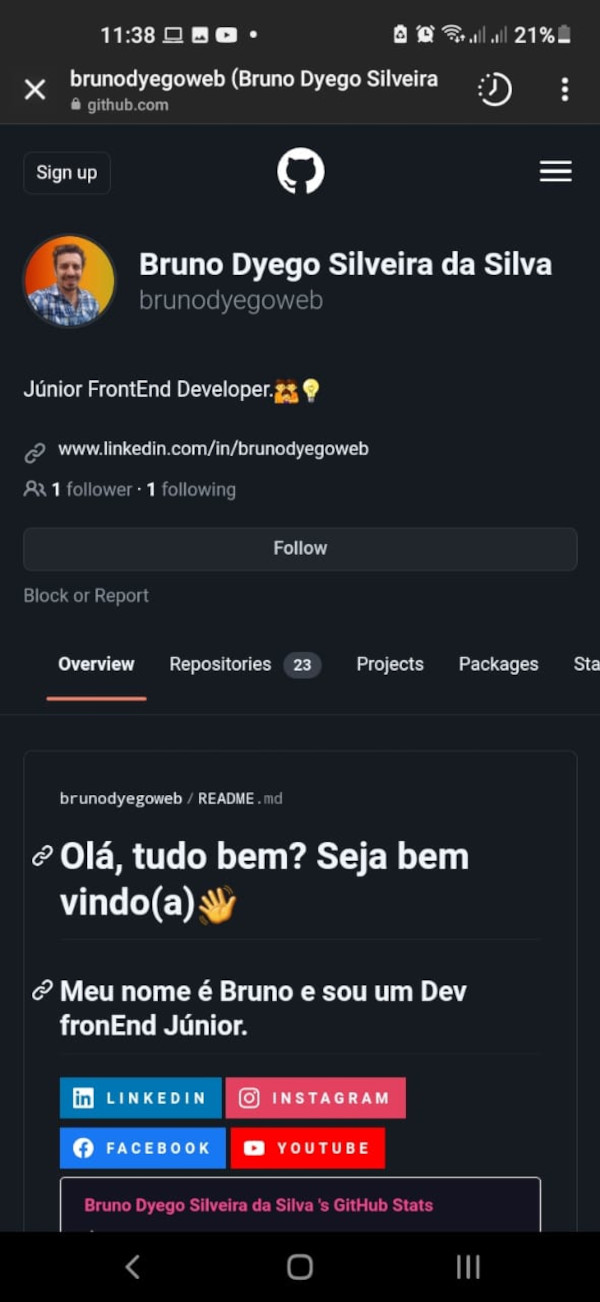 11:38 21%
brunodyegoweb (Bruno Dyego Silveira
github.com
Sign up
Bruno Dyego Silveira da Silva
brunodyegoweb
Júnior FrontEnd Developer.
www.linkedin.com/in/brunodyegoweb
1 follower · 1 following
Follow
Block or Report
Overview Repositories 23 Projects Packages Sta
brunodyegoweb / README.md
Olá, tudo bem? Seja bem
vindo(a)👋
Meu nome é Bruno e sou um Dev
fronEnd Júnior.
LINKEDIN INSTAGRAM
FACEBOOK YOUTUBE
Bruno Dyego Silveira da Silva 's GitHub Stats